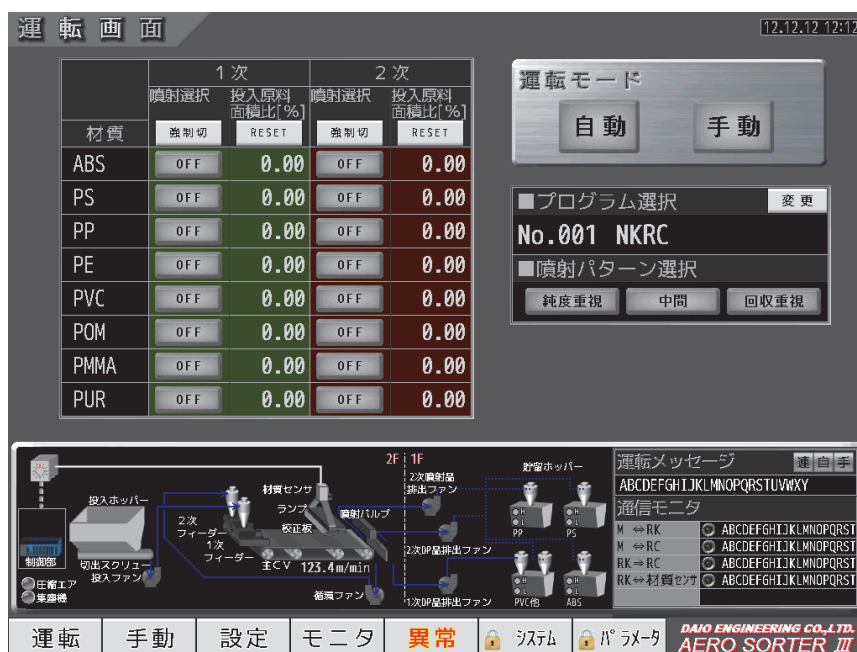 運転画面
12.12.12 12:12
1次 2次
噴射選択 投入原料面積比[%] 噴射選択 投入原料面積比[%]
材質 強制切 RESET 強制切 RESET
ABS OFF 0.00 OFF 0.00
PS OFF 0.00 OFF 0.00
PP OFF 0.00 OFF 0.00
PE OFF 0.00 OFF 0.00
PVC OFF 0.00 OFF 0.00
POM OFF 0.00 OFF 0.00
PMMA OFF 0.00 OFF 0.00
PUR OFF 0.00 OFF 0.00
運転モード
自動 手動
■プログラム選択 変更
No.001 NKRC
■噴射パターン選択
純度重視 中間 回収重視
2F 1F
投入ホッパー
制御部
切出スクリュー
投入ファン
圧縮エア
集塵機
2次
フィーダー
1次
フィーダー
材質センサ
ランプ
校正板
噴射バルブ
主CV 123.4m/min
循環ファン
2次噴射品
排出ファン
2次DP品排出ファン
1次DP品排出ファン
貯留ホッパー
H L PP
H L PS
H L PVC他
H L ABS
運転メッセージ 連 自 手
ABCDEFGHIJKLMNOPQRSTUVWXY
通信モニタ
M ⇔RK ABCDEFGHIJKLMNOPQRST
M ⇔RC ABCDEFGHIJKLMNOPQRST
RK⇒RC ABCDEFGHIJKLMNOPQRST
RK⇔材質センサ ABCDEFGHIJKLMNOPQRST
運転 手動 設定 モニタ 異常 システム パラメータ
DAIO ENGINEERING CO.,LTD.
AERO SORTER III